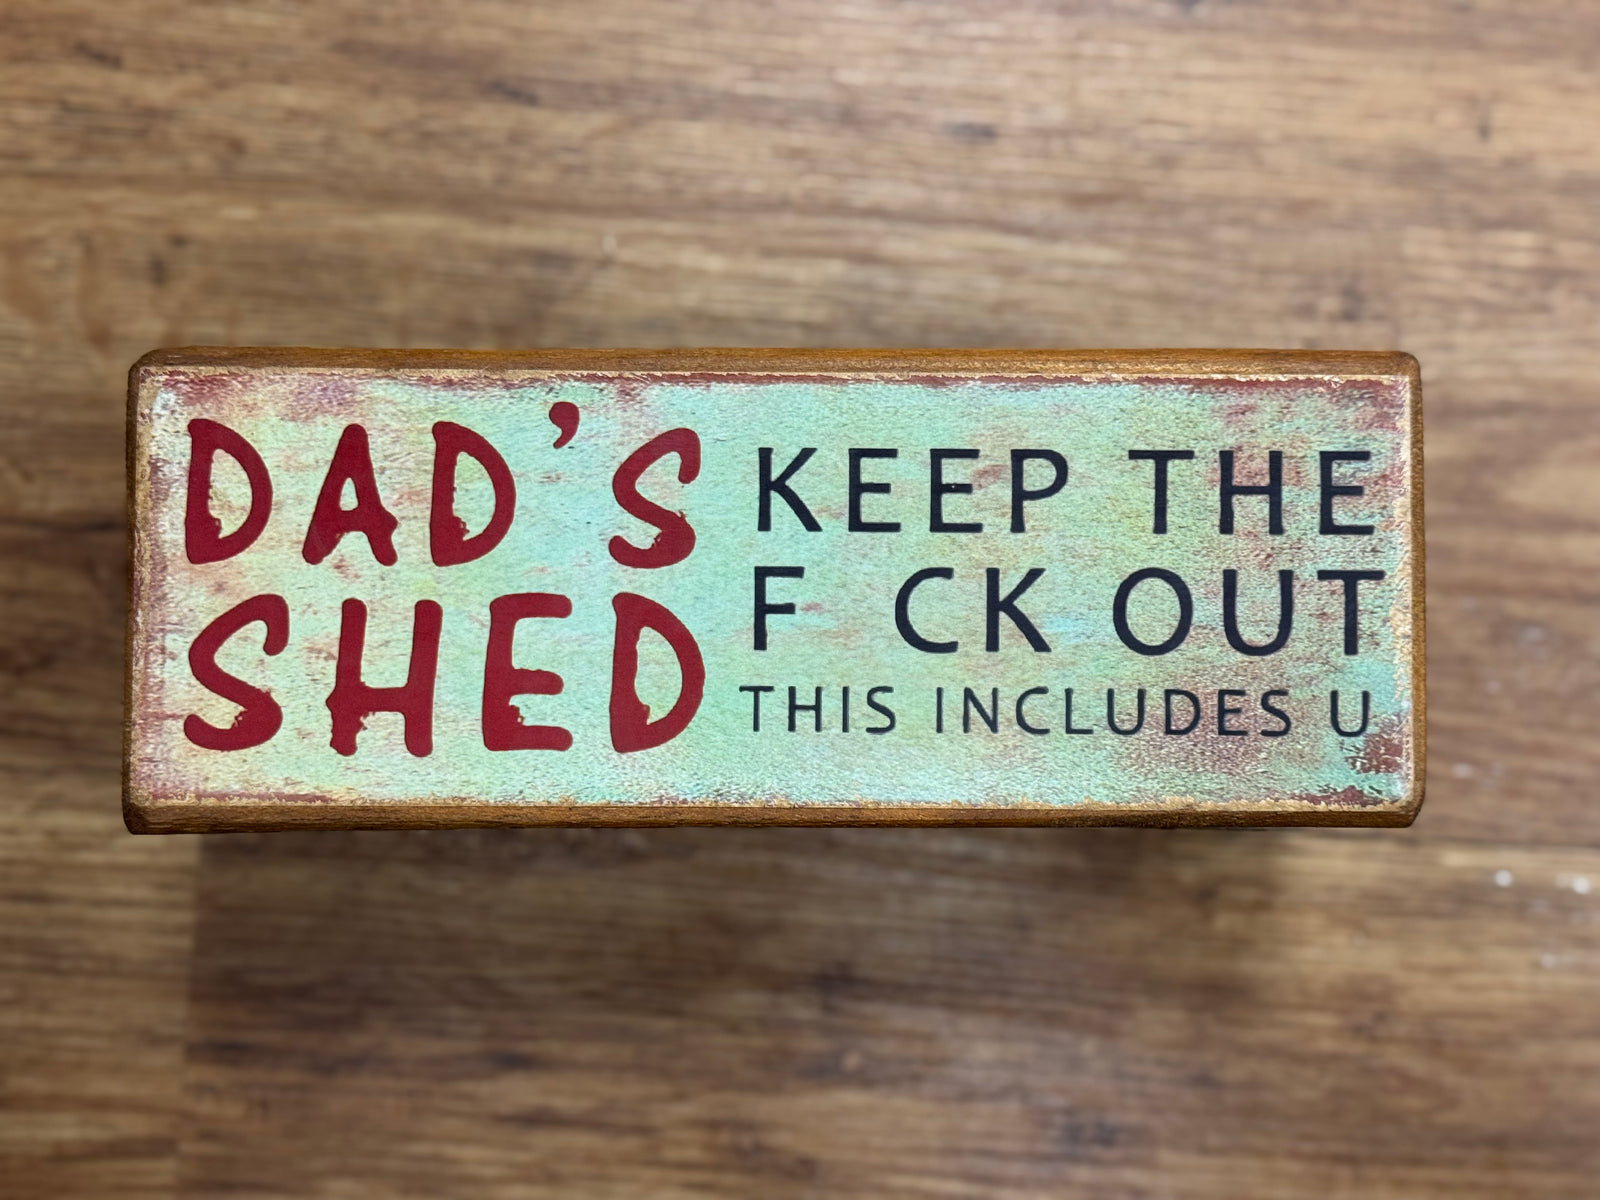 DAD'S
SHED
KEEP THE
F CK OUT
THIS INCLUDES U